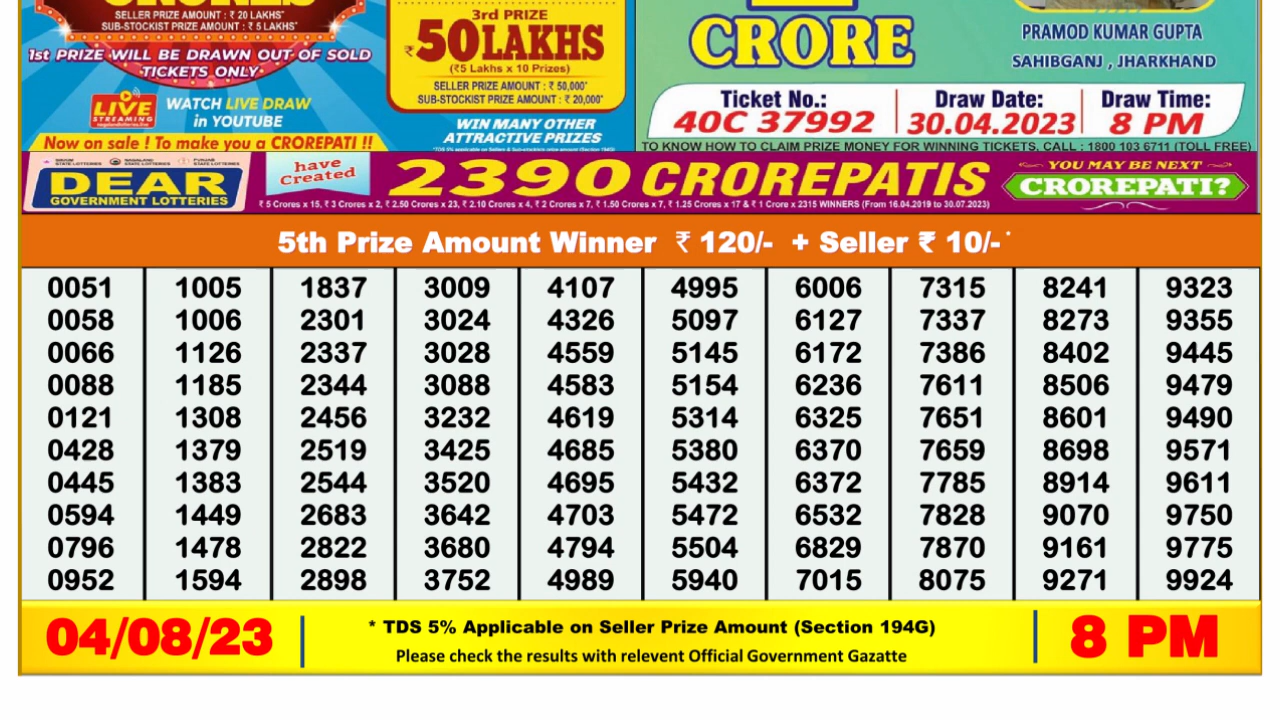 SELLER PRIZE AMOUNT : ₹ 20 LAKHS*
SUB-STOCKIST PRIZE AMOUNT : ₹ 5 LAKHS*
1ST PRIZE WILL BE DRAWN OUT OF SOLD
TICKETS ONLY
LIVE
STREAMING
WATCH LIVE DRAW
in YOUTUBE
Now on sale ! To make you a CROREPATI !!
3rd PRIZE
₹50LAKHS
(₹5 Lakhs x 10 Prizes)
SELLER PRIZE AMOUNT : ₹ 50,000*
SUB-STOCKIST PRIZE AMOUNT : ₹ 20,000*
WIN MANY OTHER
ATTRACTIVE PRIZES
CRORE
PRAMOD KUMAR GUPTA
SAHIBGANJ , JHARKHAND
Ticket No.: Draw Date: Draw Time:
40C 37992 30.04.2023 8 PM
TO KNOW HOW TO CLAIM PRIZE MONEY FOR WINNING TICKETS, CALL : 1800 103 6711 (TOLL FREE)
DEAR
GOVERNMENT LOTTERIES
have
Created
2390 CROREPATIS
₹ 5 Crores x 15, ₹ 3 Crores x 2, ₹ 2.50 Crores x 23, ₹ 2.10 Crores x 4, ₹ 2 Crores x 7, ₹ 1.50 Crores x 7, ₹ 1.25 Crores x 17 & ₹ 1 Crore x 2315 WINNERS (From 16.04.2019 to 30.07.2023)
YOU MAY BE NEXT
CROREPATI?
5th Prize Amount Winner ₹ 120/- + Seller ₹ 10/-*
0051 1005 1837 3009 4107 4995 6006 7315 8241 9323
0058 1006 2301 3024 4326 5097 6127 7337 8273 9355
0066 1126 2337 3028 4559 5145 6172 7386 8402 9445
0088 1185 2344 3088 4583 5154 6236 7611 8506 9479
0121 1308 2456 3232 4619 5314 6325 7651 8601 9490
0428 1379 2519 3425 4685 5380 6370 7659 8698 9571
0445 1383 2544 3520 4695 5432 6372 7785 8914 9611
0594 1449 2683 3642 4703 5472 6532 7828 9070 9750
0796 1478 2822 3680 4794 5504 6829 7870 9161 9775
0952 1594 2898 3752 4989 5940 7015 8075 9271 9924
04/08/23
* TDS 5% Applicable on Seller Prize Amount (Section 194G)
Please check the results with relevent Official Government Gazatte
8 PM